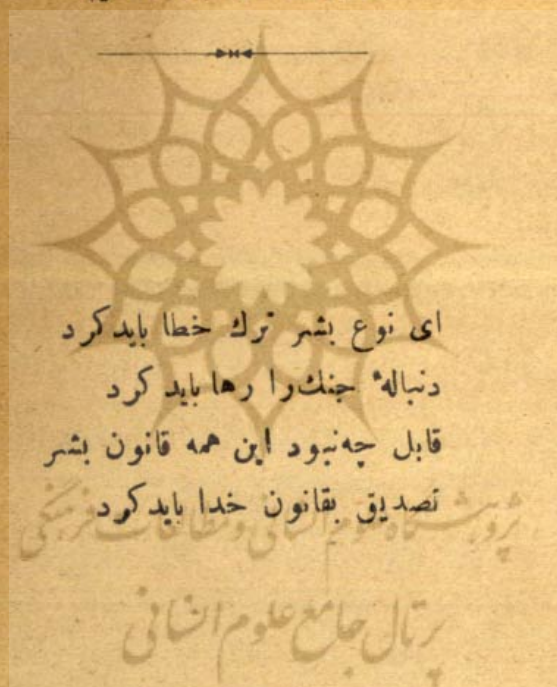 ای نوع بشر ترك خطا باید کرد
دنبالهٔ جنك را رها باید کرد
قابل چه نبود این همه قانون بشر
تصدیق بقانون خدا باید کرد
پژوهشگاه علوم انسانی و مطالعات فرهنگی
پرتال جامع علوم انسانی